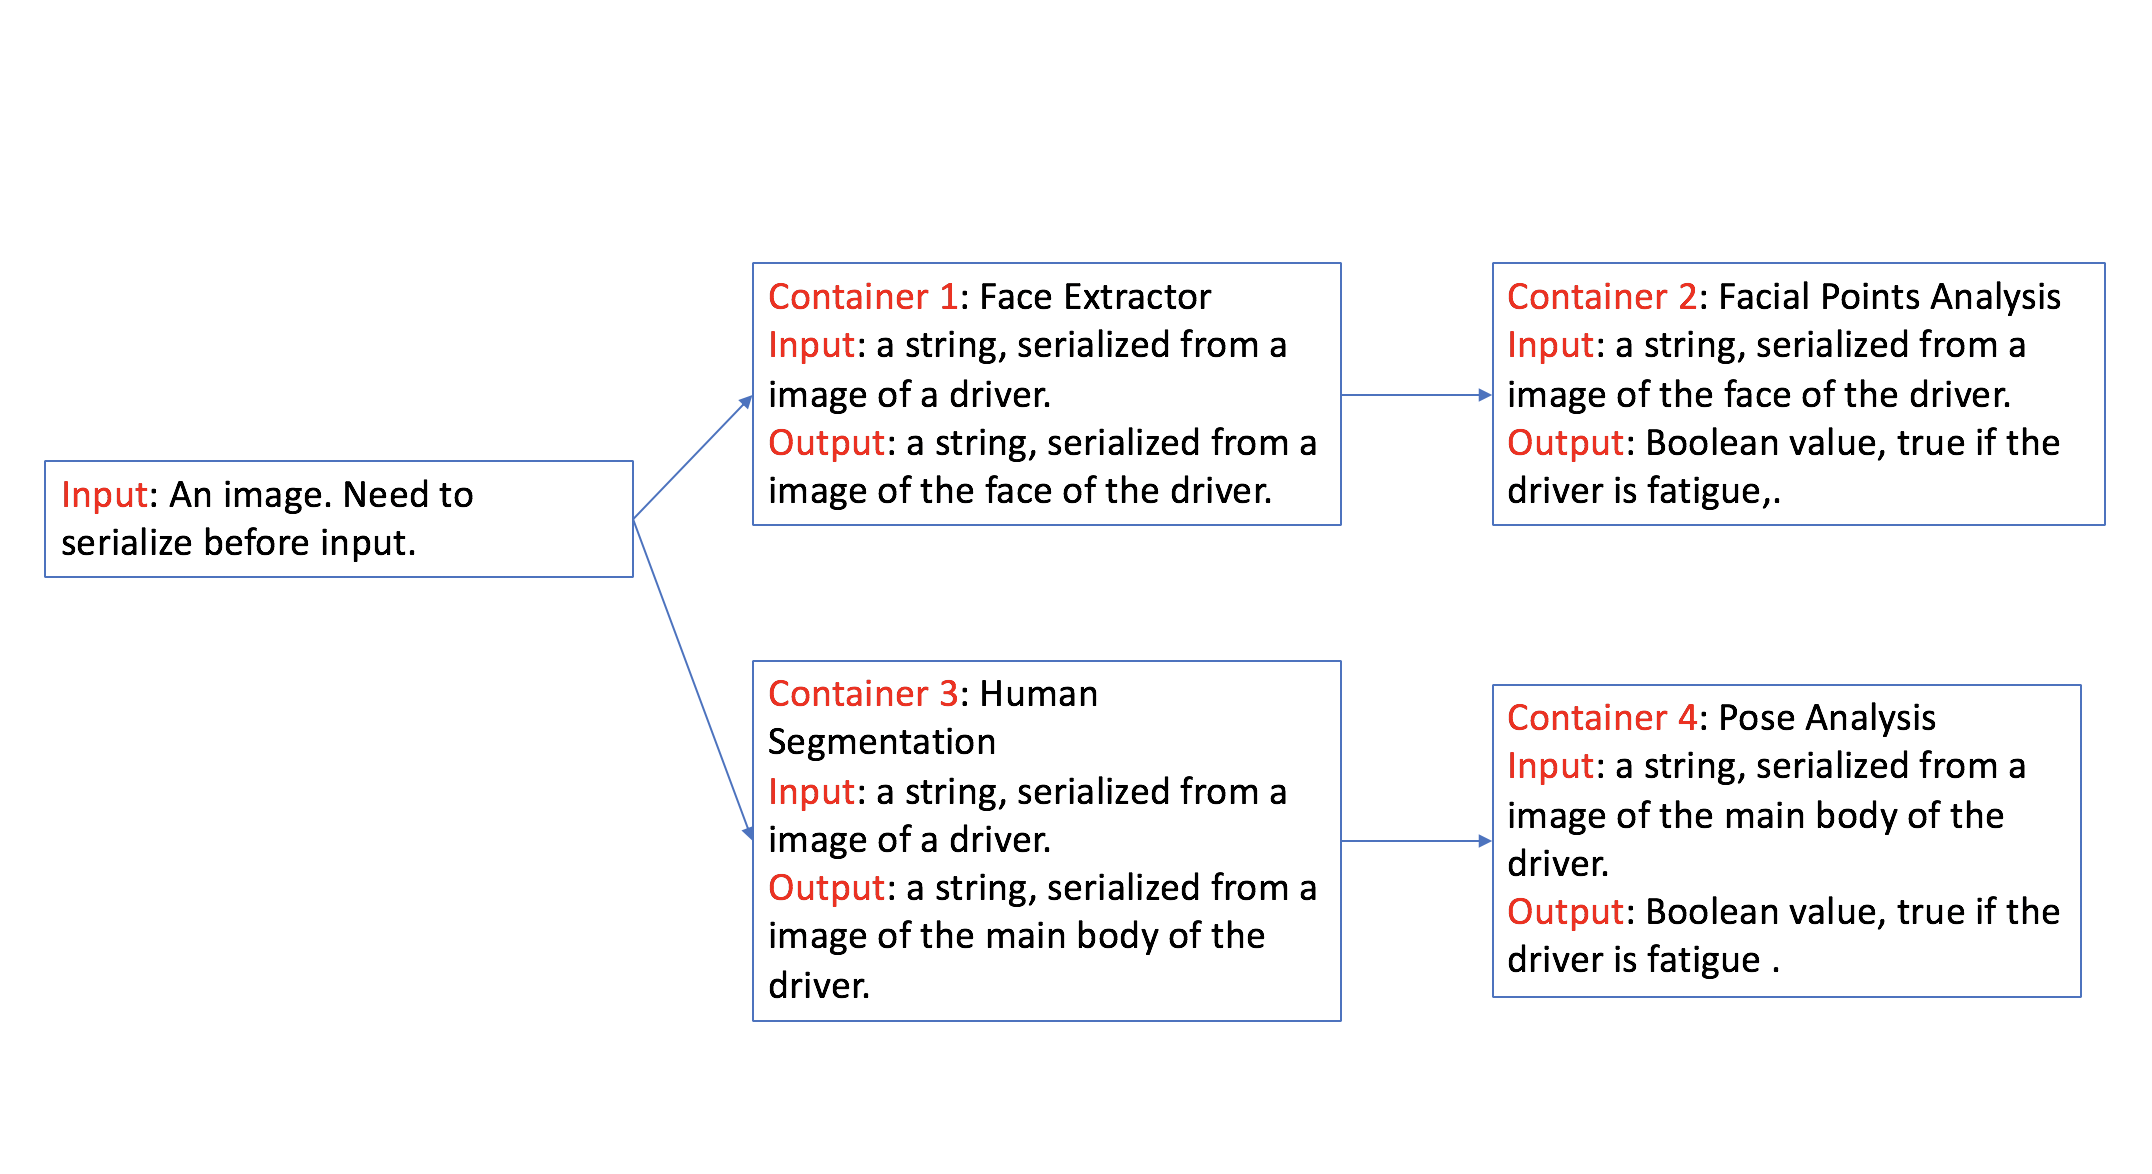 Input: An image. Need to
serialize before input.
Container 1: Face Extractor
Input: a string, serialized from a
image of a driver.
Output: a string, serialized from a
image of the face of the driver.
Container 2: Facial Points Analysis
Input: a string, serialized from a
image of the face of the driver.
Output: Boolean value, true if the
driver is fatigue,.
Container 3: Human
Segmentation
Input: a string, serialized from a
image of a driver.
Output: a string, serialized from a
image of the main body of the
driver.
Container 4: Pose Analysis
Input: a string, serialized from a
image of the main body of the
driver.
Output: Boolean value, true if the
driver is fatigue .